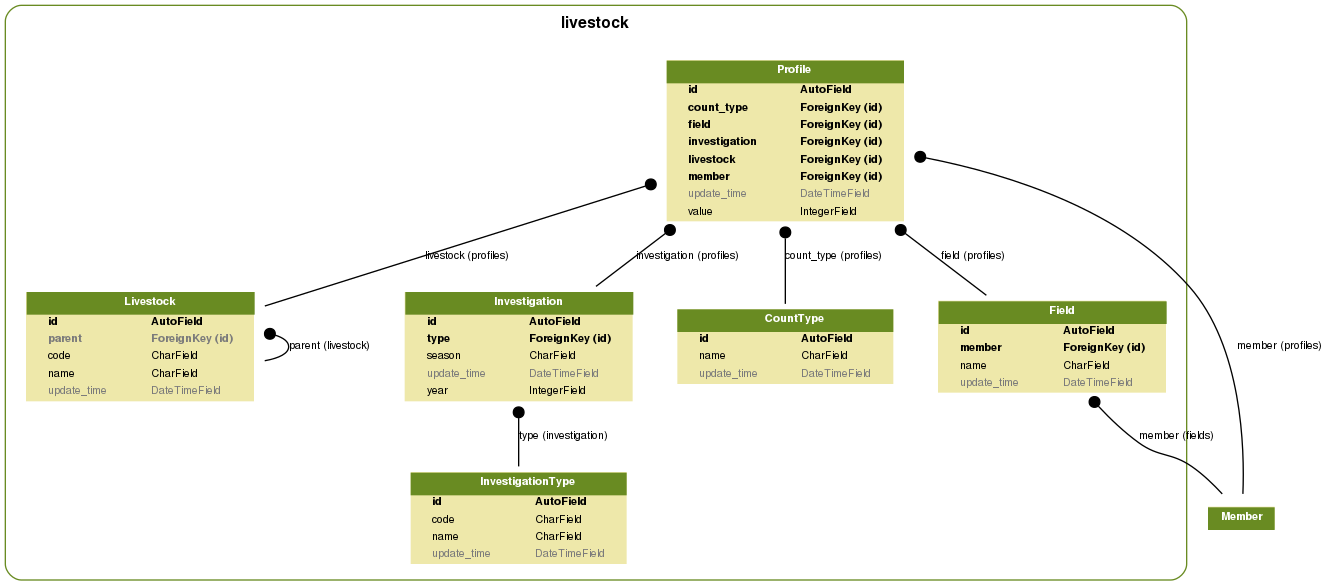 livestock
Profile
id AutoField
count_type ForeignKey (id)
field ForeignKey (id)
investigation ForeignKey (id)
livestock ForeignKey (id)
member ForeignKey (id)
update_time DateTimeField
value IntegerField
livestock (profiles)
investigation (profiles)
count_type (profiles)
field (profiles)
member (profiles)
Livestock
id AutoField
parent ForeignKey (id)
code CharField
name CharField
update_time DateTimeField
parent (livestock)
Investigation
id AutoField
type ForeignKey (id)
season CharField
update_time DateTimeField
year IntegerField
CountType
id AutoField
name CharField
update_time DateTimeField
Field
id AutoField
member ForeignKey (id)
name CharField
update_time DateTimeField
type (investigation)
member (fields)
InvestigationType
id AutoField
code CharField
name CharField
update_time DateTimeField
Member